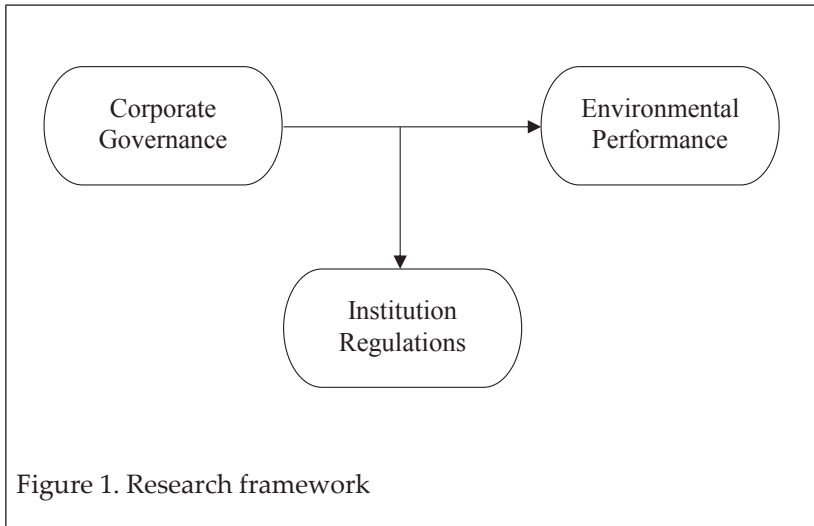 Corporate
Governance
Environmental
Performance
Institution
Regulations
Figure 1. Research framework